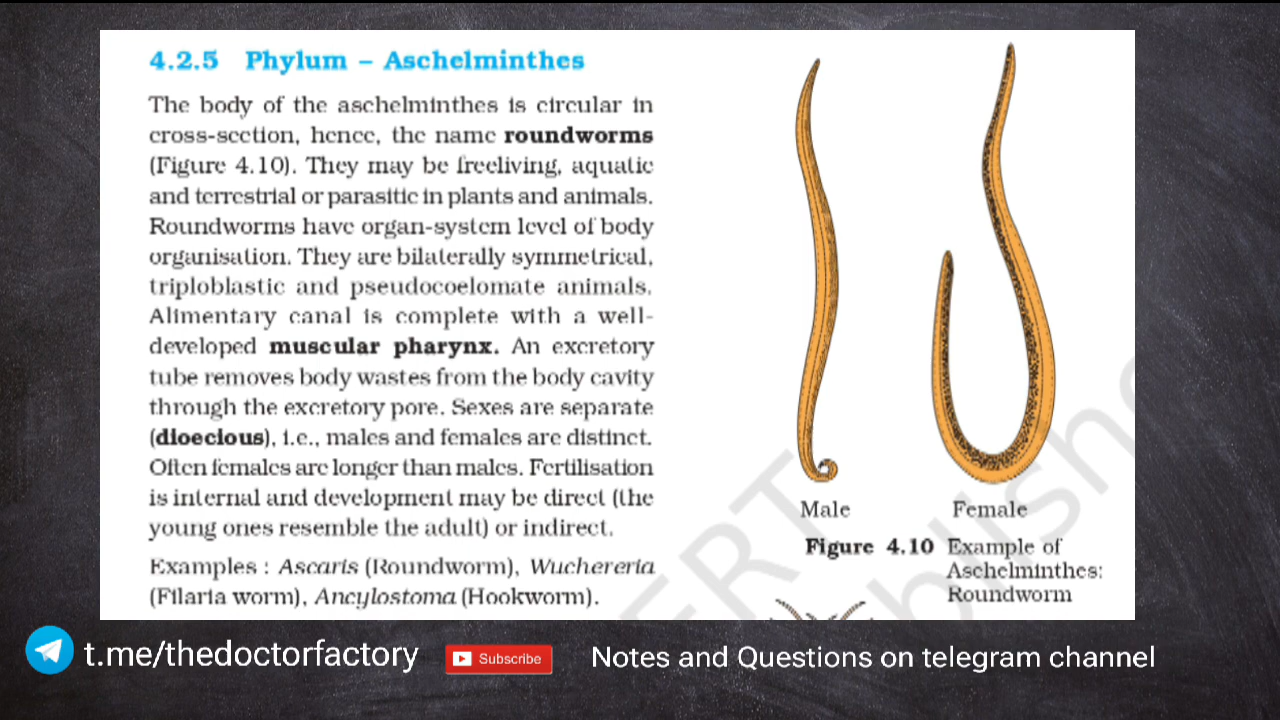 4.2.5 Phylum – Aschelminthes
The body of the aschelminthes is circular in
cross-section, hence, the name roundworms
(Figure 4.10). They may be freeliving, aquatic
and terrestrial or parasitic in plants and animals.
Roundworms have organ-system level of body
organisation. They are bilaterally symmetrical,
triploblastic and pseudocoelomate animals.
Alimentary canal is complete with a well-
developed muscular pharynx. An excretory
tube removes body wastes from the body cavity
through the excretory pore. Sexes are separate
(dioecious), i.e., males and females are distinct.
Often females are longer than males. Fertilisation
is internal and development may be direct (the
young ones resemble the adult) or indirect.
Examples : Ascaris (Roundworm), Wuchereria
(Filaria worm), Ancylostoma (Hookworm).
Male
Female
Figure 4.10 Example of
Aschelminthes:
Roundworm
t.me/thedoctorfactory
Subscribe
Notes and Questions on telegram channel